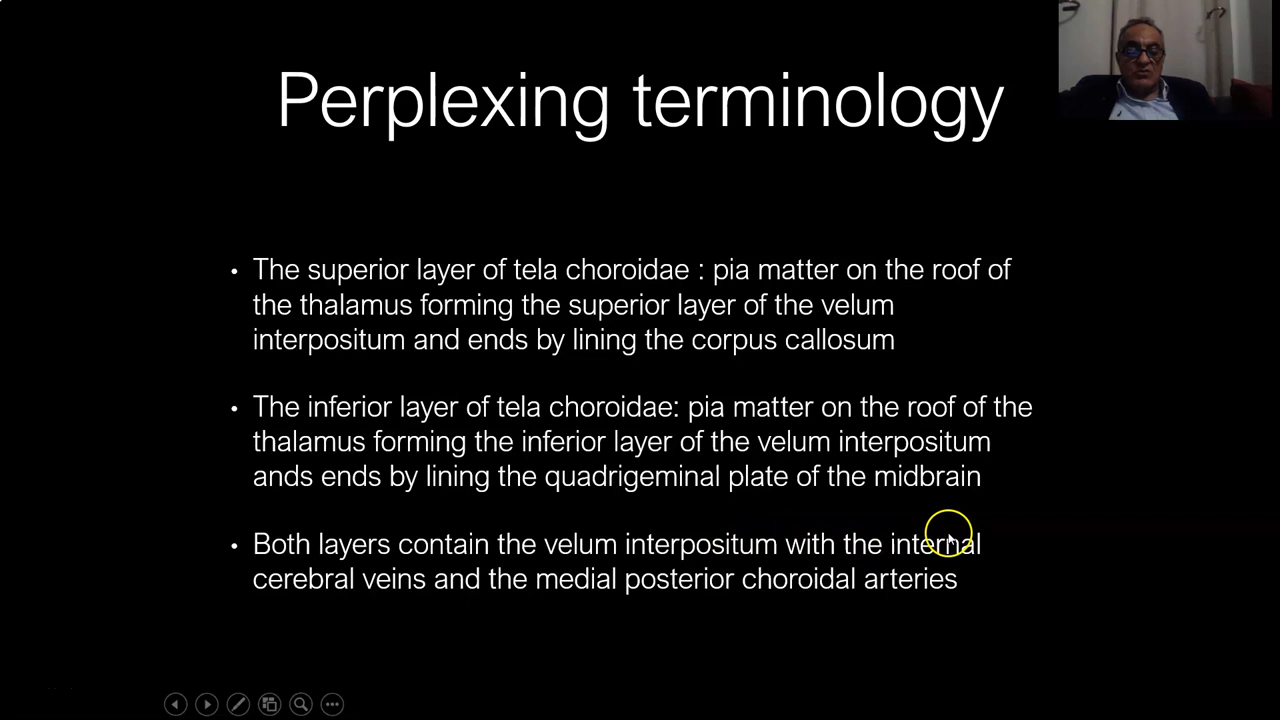 Perplexing terminology
• The superior layer of tela choroidae : pia matter on the roof of
the thalamus forming the superior layer of the velum
interpositum and ends by lining the corpus callosum
• The inferior layer of tela choroidae: pia matter on the roof of the
thalamus forming the inferior layer of the velum interpositum
ands ends by lining the quadrigeminal plate of the midbrain
• Both layers contain the velum interpositum with the internal
cerebral veins and the medial posterior choroidal arteries